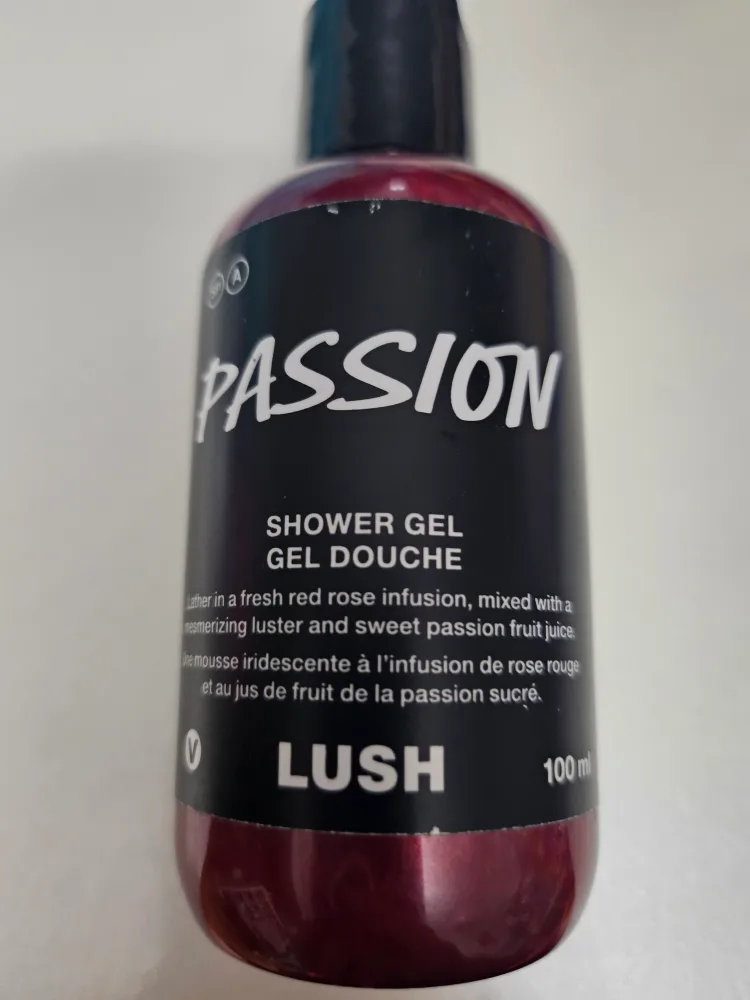 A
PASSION
SHOWER GEL
GEL DOUCHE
Lather in a fresh red rose infusion, mixed with a
mesmerizing luster and sweet passion fruit juice.
Une mousse iridescente à l'infusion de rose rouge
et au jus de fruit de la passion sucré.
V
LUSH
100 ml